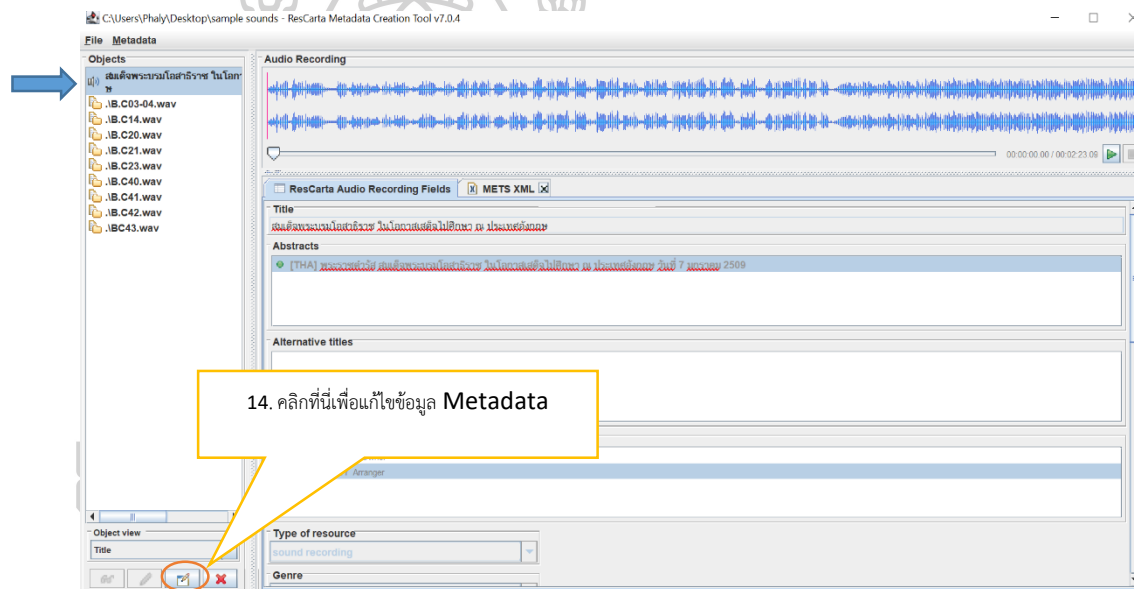 C:\Users\Phaly\Desktop\sample sounds - ResCarta Metadata Creation Tool v7.0.4
File Metadata
Objects
สมเด็จพระบรมโอสาธิราช ในโอกา
ษ
.\B.C03-04.wav
.\B.C14.wav
.\B.C20.wav
.\B.C21.wav
.\B.C23.wav
.\B.C40.wav
.\B.C41.wav
.\B.C42.wav
.\BC43.wav
Object view
Title
Audio Recording
00:00:00.00 / 00:02:23.09
ResCarta Audio Recording Fields
METS XML
Title
สมเด็จพระบรมโอสาธิราช ในโอกาสเสด็จไปศึกษา ณ ประเทศอังกฤษ
Abstracts
[THA] พระราชดำรัส สมเด็จพระบรมโอสาธิราช ในโอกาสเสด็จไปศึกษา ณ ประเทศอังกฤษ วันที่ 7 มกราคม 2509
Alternative titles
14. คลิกที่นี่เพื่อแก้ไขข้อมูล Metadata
Arranger
Type of resource
sound recording
Genre